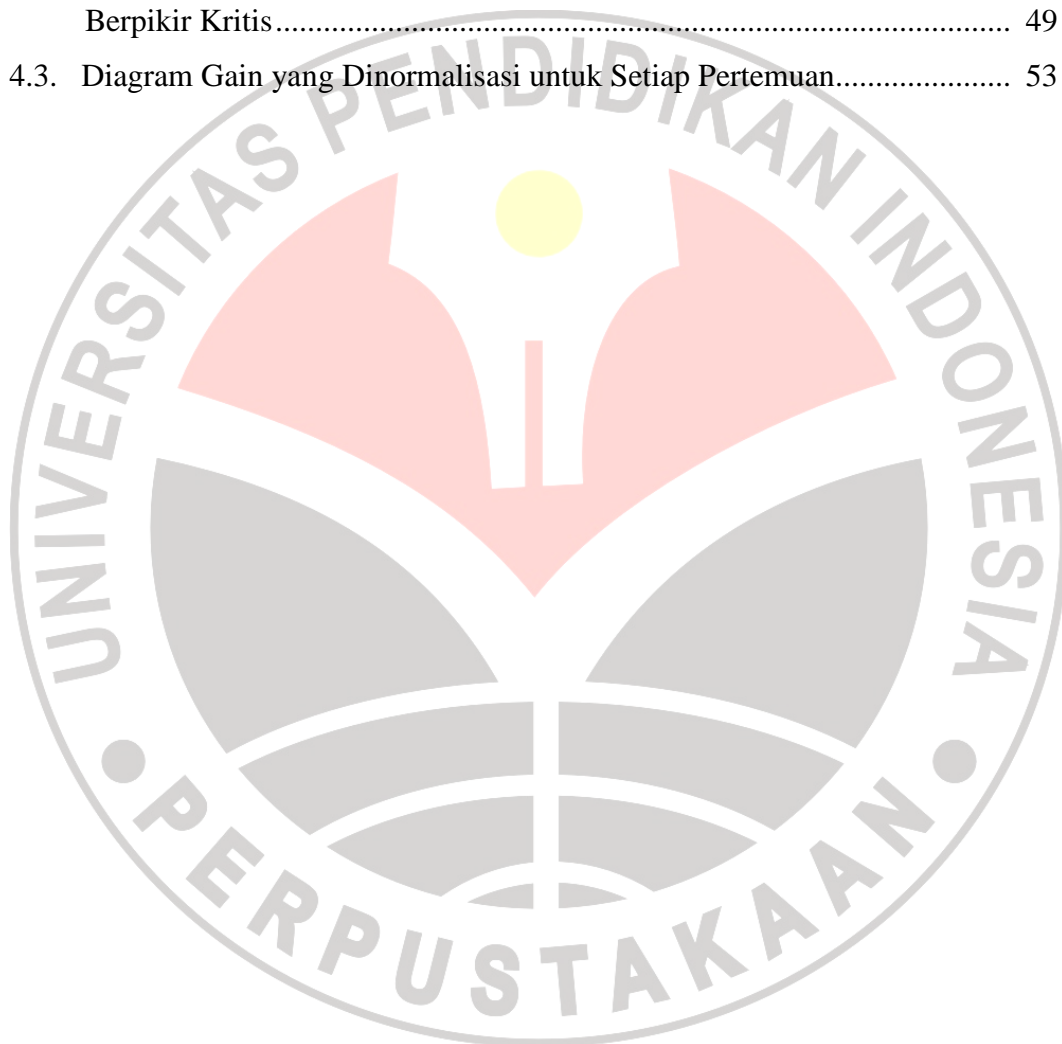 Berpikir Kritis............................................................................................. 49
4.3. Diagram Gain yang Dinormalisasi untuk Setiap Pertemuan...................... 53
UNIVERSITAS PENDIDIKAN INDONESIA
PERPUSTAKAAN